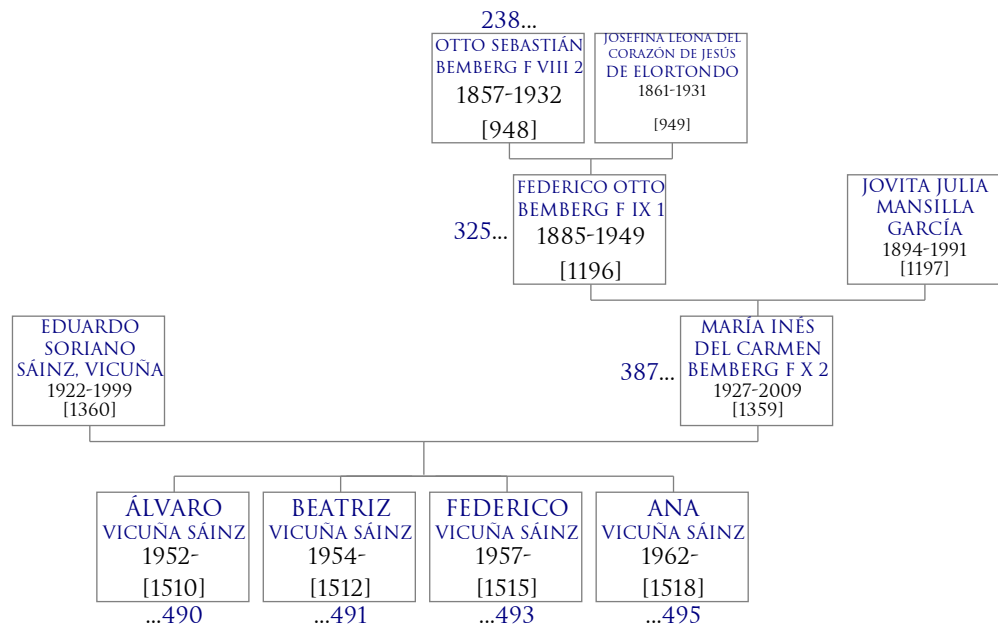 238...
OTTO SEBASTIÁN
BEMBERG F VIII 2
1857-1932
[948]
JOSEFINA LEONA DEL
CORAZÓN DE JESÚS
DE ELORTONDO
1861-1931
[949]
325...
FEDERICO OTTO
BEMBERG F IX 1
1885-1949
[1196]
JOVITA JULIA
MANSILLA
GARCÍA
1894-1991
[1197]
EDUARDO
SORIANO
SÁINZ, VICUÑA
1922-1999
[1360]
387...
MARÍA INÉS
DEL CARMEN
BEMBERG F X 2
1927-2009
[1359]
ÁLVARO
VICUÑA SÁINZ
1952-
[1510]
...490
BEATRIZ
VICUÑA SÁINZ
1954-
[1512]
...491
FEDERICO
VICUÑA SÁINZ
1957-
[1515]
...493
ANA
VICUÑA SÁINZ
1962-
[1518]
...495